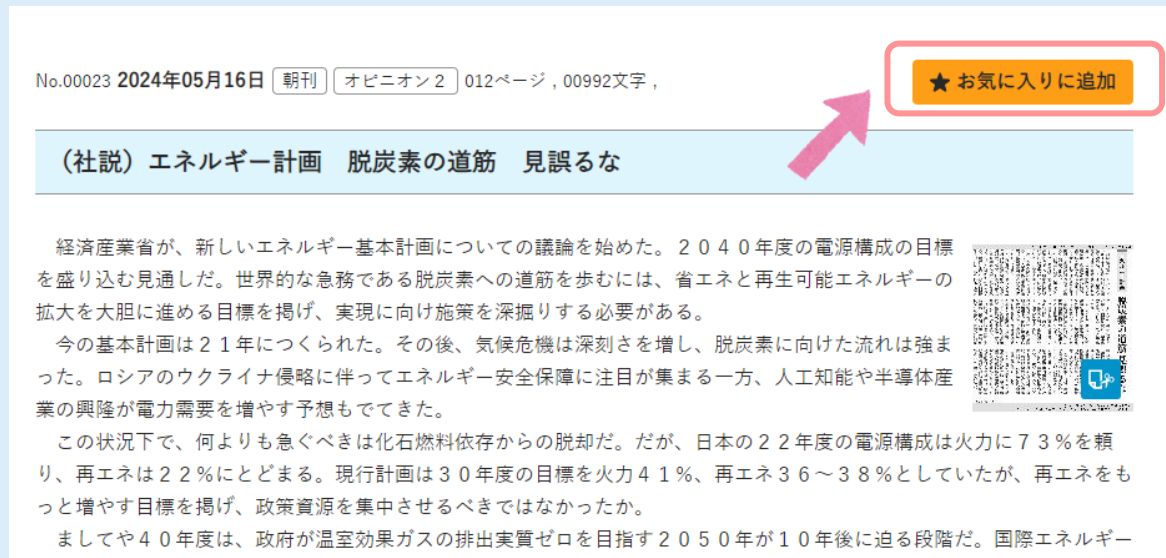 No.00023 2024年05月16日 朝刊 オピニオン２ 012ページ , 00992文字 ,
★ お気に入りに追加
（社説）エネルギー計画　脱炭素の道筋　見誤るな
　経済産業省が、新しいエネルギー基本計画についての議論を始めた。２０４０年度の電源構成の目標
を盛り込む見通しだ。世界的な急務である脱炭素への道筋を歩むには、省エネと再生可能エネルギーの
拡大を大胆に進める目標を掲げ、実現に向け施策を深掘りする必要がある。
　今の基本計画は２１年につくられた。その後、気候危機は深刻さを増し、脱炭素に向けた流れは強ま
った。ロシアのウクライナ侵略に伴ってエネルギー安全保障に注目が集まる一方、人工知能や半導体産
業の興隆が電力需要を増やす予想もでてきた。
　この状況下で、何よりも急ぐべきは化石燃料依存からの脱却だ。だが、日本の２２年度の電源構成は火力に７３％を頼
り、再エネは２２％にとどまる。現行計画は３０年度の目標を火力４１％、再エネ３６～３８％としていたが、再エネをも
っと増やす目標を掲げ、政策資源を集中させるべきではなかったか。
　ましてや４０年度は、政府が温室効果ガスの排出実質ゼロを目指す２０５０年が１０年後に迫る段階だ。国際エネルギー